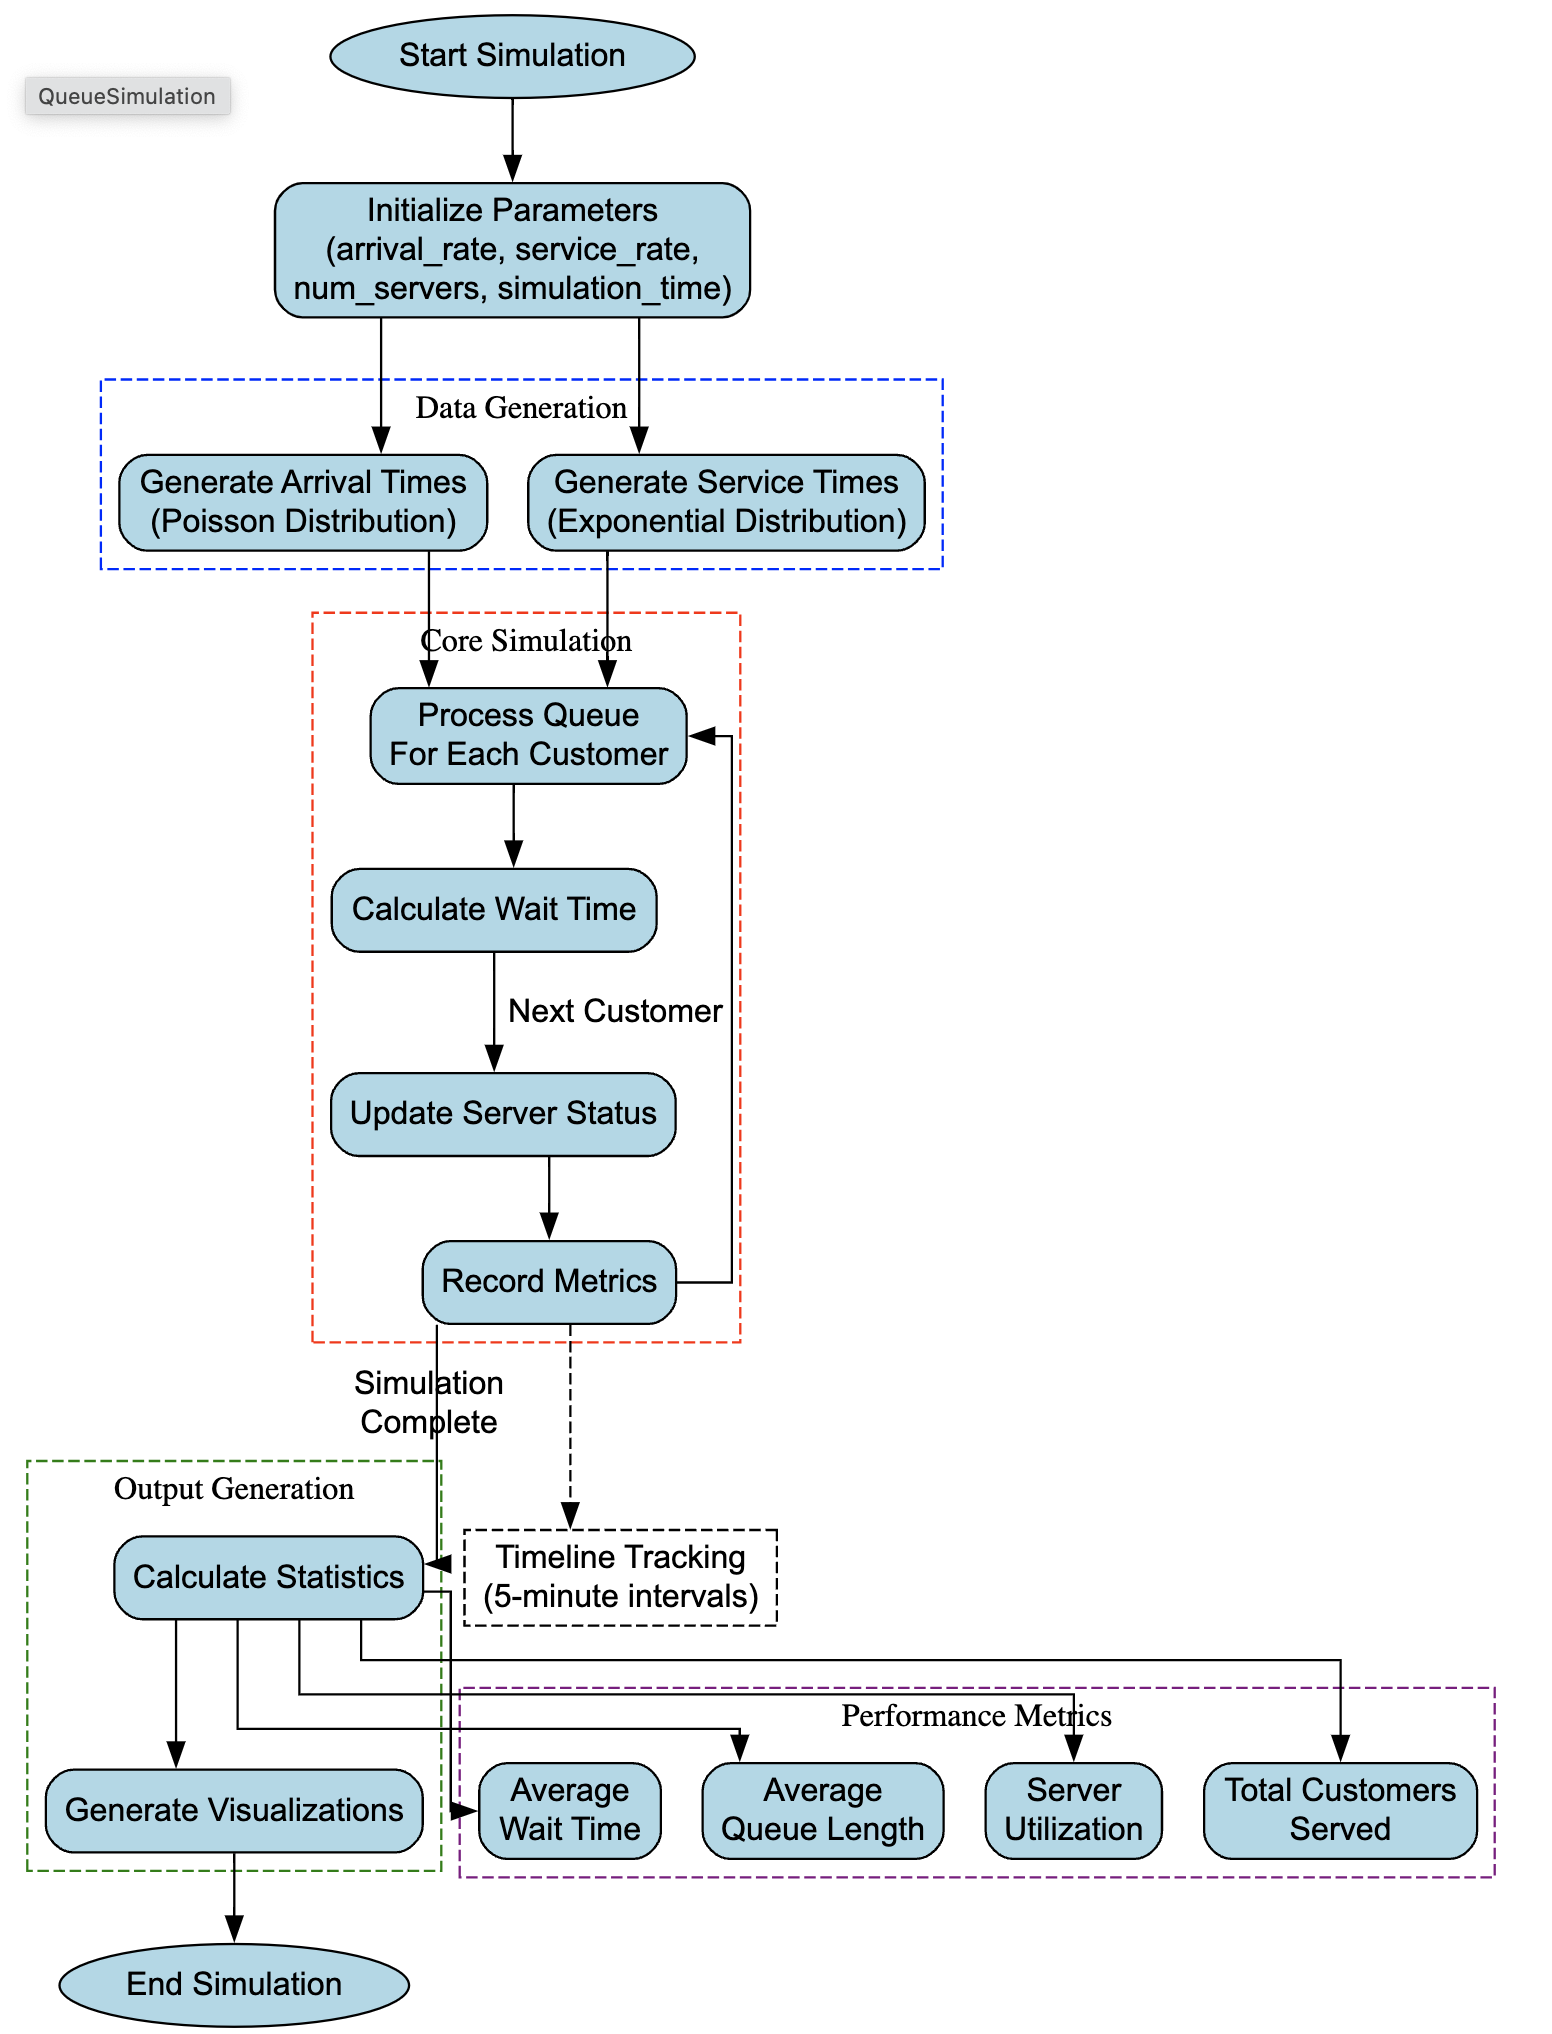 Start Simulation
QueueSimulation
Initialize Parameters
(arrival_rate, service_rate,
num_servers, simulation_time)
Data Generation
Generate Arrival Times
(Poisson Distribution)
Generate Service Times
(Exponential Distribution)
Core Simulation
Process Queue
For Each Customer
Calculate Wait Time
Next Customer
Update Server Status
Record Metrics
Simulation
Complete
Output Generation
Calculate Statistics
Timeline Tracking
(5-minute intervals)
Performance Metrics
Generate Visualizations
Average
Wait Time
Average
Queue Length
Server
Utilization
Total Customers
Served
End Simulation